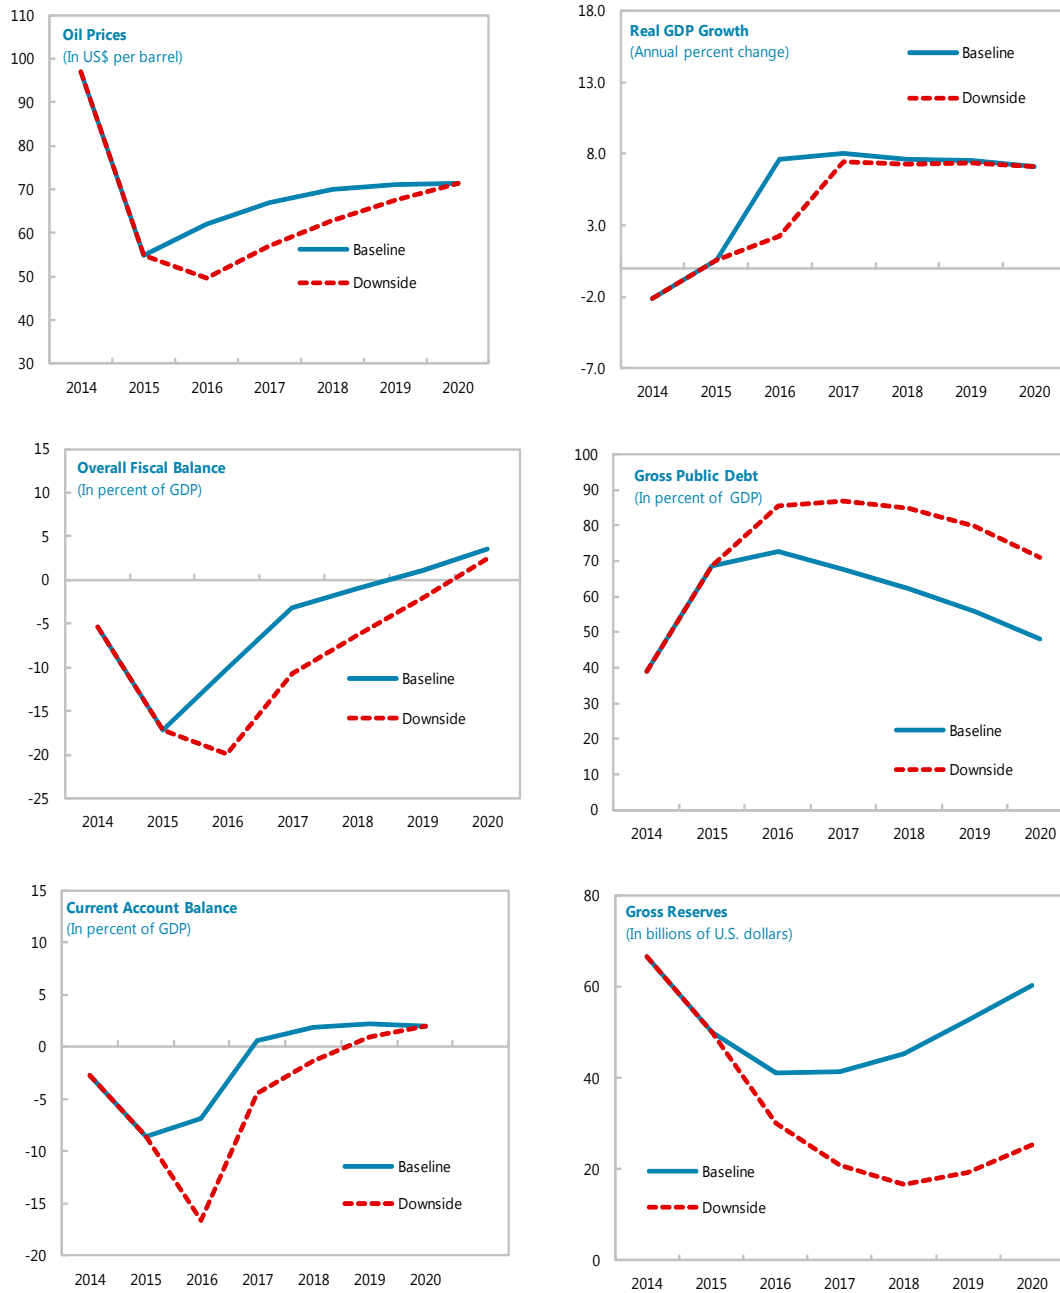 Oil Prices
(In US$ per barrel)
110
100
90
80
70
60
50
40
30
Baseline
Downside
2014 2015 2016 2017 2018 2019 2020
Real GDP Growth
(Annual percent change)
18.0
13.0
8.0
3.0
-2.0
-7.0
Baseline
Downside
2014 2015 2016 2017 2018 2019 2020
Overall Fiscal Balance
(In percent of GDP)
15
10
5
0
-5
-10
-15
-20
-25
Baseline
Downside
2014 2015 2016 2017 2018 2019 2020
Gross Public Debt
(In percent of GDP)
100
90
80
70
60
50
40
30
20
10
0
Baseline
Downside
2014 2015 2016 2017 2018 2019 2020
Current Account Balance
(In percent of GDP)
15
10
5
0
-5
-10
-15
-20
Baseline
Downside
2014 2015 2016 2017 2018 2019 2020
Gross Reserves
(In billions of U.S. dollars)
80
60
40
20
0
Baseline
Downside
2014 2015 2016 2017 2018 2019 2020